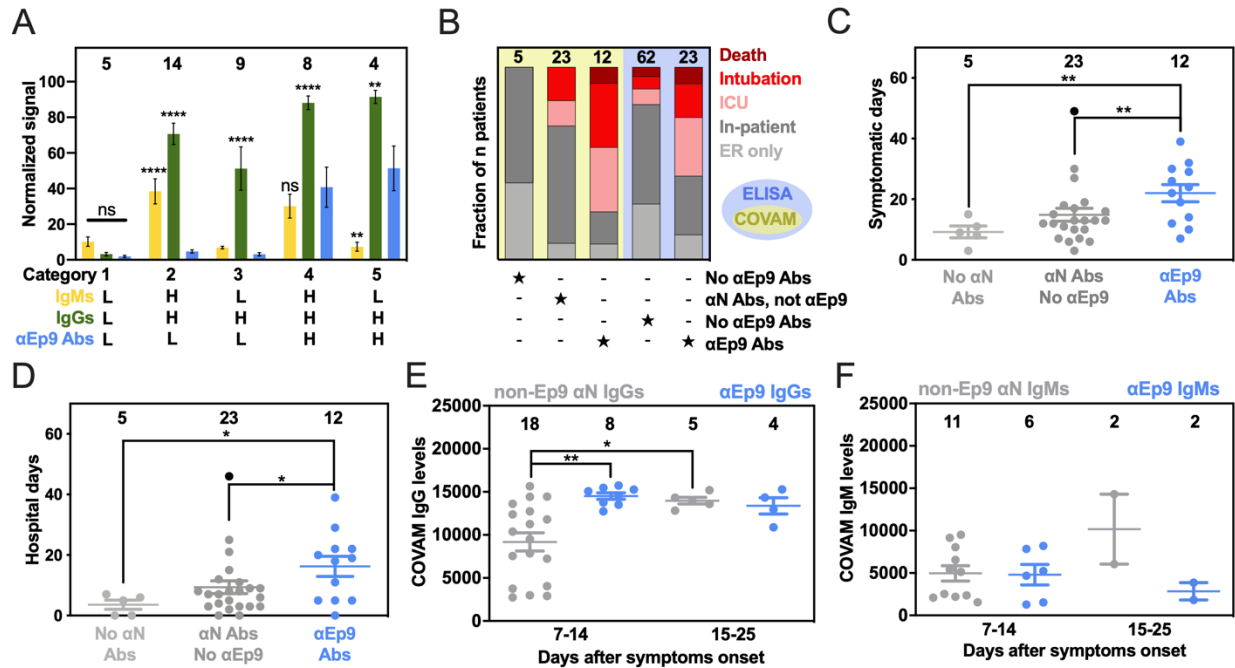 A
5 14 9 8 4
Normalized signal
100
80
60
40
20
0
ns
****
****
****
ns
****
**
**
Category 1 2 3 4 5
IgMs L H L H L
IgGs L H H H H
αEp9 Abs L L L H H
B
5 23 12 62 23
Fraction of n patients
Death
Intubation
ICU
In-patient
ER only
ELISA
COVAM
★ - - - - No αEp9 Abs
- ★ - - - αN Abs, not αEp9
- - - ★ - No αEp9 Abs
- - ★ - ★ αEp9 Abs
C
5 23 12
Symptomatic days
60
40
20
0
**
**
No αN
Abs
αN Abs
No αEp9
αEp9
Abs
D
5 23 12
Hospital days
60
40
20
0
*
*
No αN
Abs
αN Abs
No αEp9
αEp9
Abs
E
non-Ep9 αN IgGs αEp9 IgGs
18 8 5 4
COVAM IgG levels
25000
20000
15000
10000
5000
0
*
**
7-14 15-25
Days after symptoms onset
F
non-Ep9 αN IgMs αEp9 IgMs
11 6 2 2
COVAM IgM levels
25000
20000
15000
10000
5000
0
7-14 15-25
Days after symptoms onset